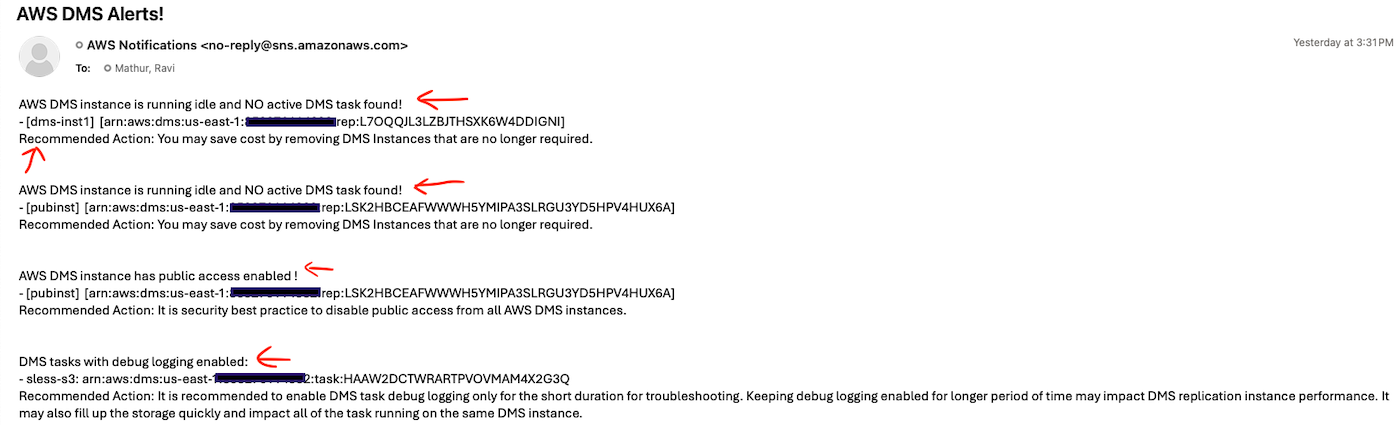 AWS DMS Alerts!
AWS Notifications <no-reply@sns.amazonaws.com>
Yesterday at 3:31 PM
To: Mathur, Ravi
AWS DMS instance is running idle and NO active DMS task found!
- [dms-inst1] [arn:aws:dms:us-east-1: rep:L7OQQJL3LZBJTHSXK6W4DDIGNI]
Recommended Action: You may save cost by removing DMS Instances that are no longer required.
AWS DMS instance is running idle and NO active DMS task found!
- [pubinst] [arn:aws:dms:us-east-1: rep:LSK2HBCEAFWWWH5YMIPA3SLRGU3YD5HPV4HUX6A]
Recommended Action: You may save cost by removing DMS Instances that are no longer required.
AWS DMS instance has public access enabled !
- [pubinst] [arn:aws:dms:us-east-1: rep:LSK2HBCEAFWWWH5YMIPA3SLRGU3YD5HPV4HUX6A]
Recommended Action: It is security best practice to disable public access from all AWS DMS instances.
DMS tasks with debug logging enabled:
- sless-s3: arn:aws:dms:us-east- 2:task:HAAW2DCTWRARTPVOVMAM4X2G3Q
Recommended Action: It is recommended to enable DMS task debug logging only for the short duration for troubleshooting. Keeping debug logging enabled for longer period of time may impact DMS replication instance performance. It
may also fill up the storage quickly and impact all of the task running on the same DMS instance.